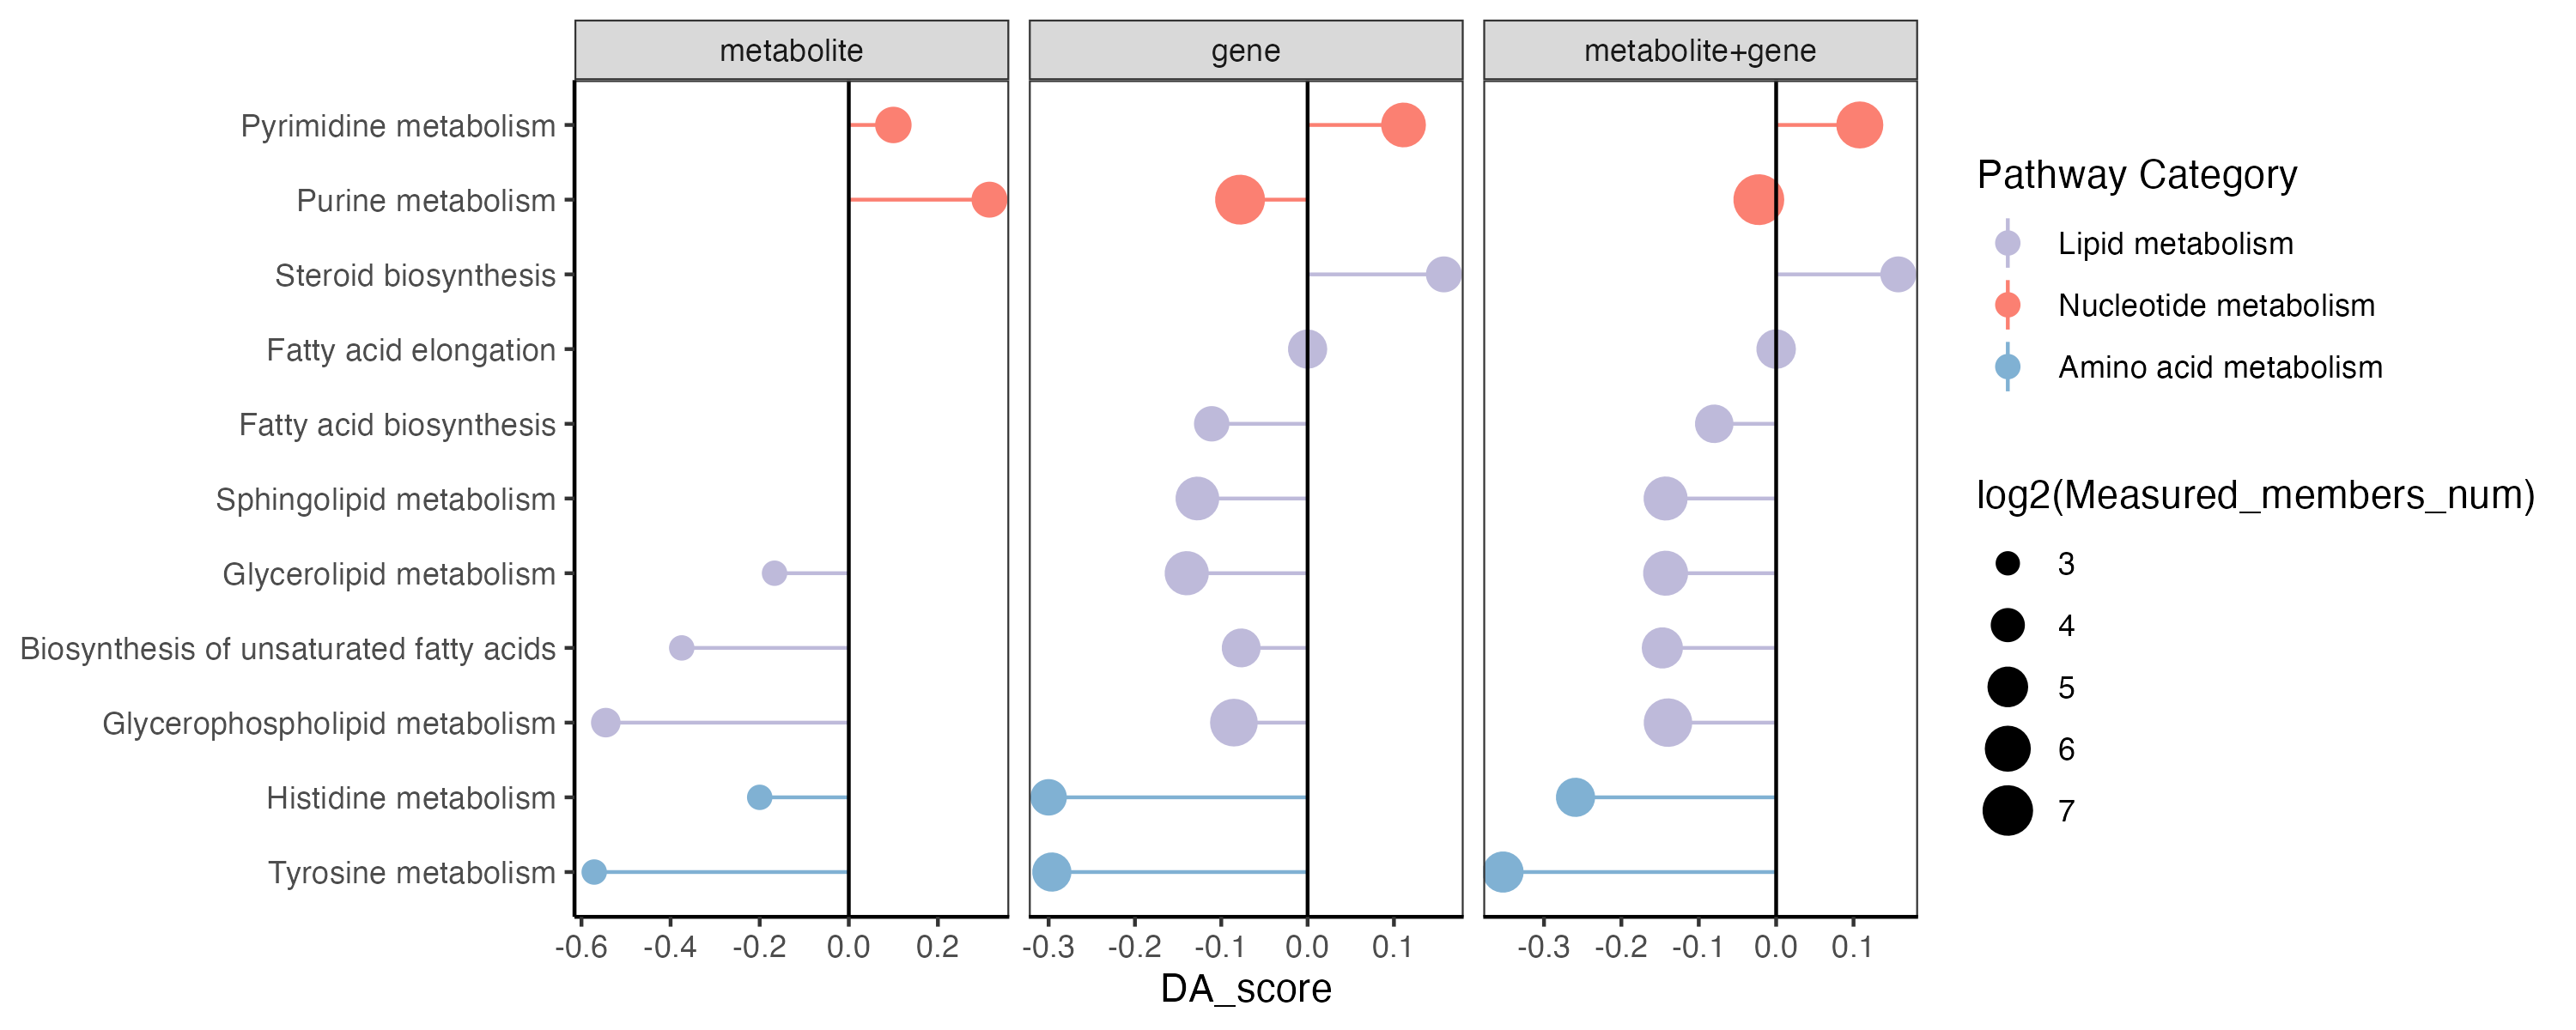 metabolite gene metabolite+gene
Pyrimidine metabolism
Purine metabolism
Steroid biosynthesis
Fatty acid elongation
Fatty acid biosynthesis
Sphingolipid metabolism
Glycerolipid metabolism
Biosynthesis of unsaturated fatty acids
Glycerophospholipid metabolism
Histidine metabolism
Tyrosine metabolism
-0.6 -0.4 -0.2 0.0 0.2 -0.3 -0.2 -0.1 0.0 0.1 -0.3 -0.2 -0.1 0.0 0.1
DA_score
Pathway Category
Lipid metabolism
Nucleotide metabolism
Amino acid metabolism
log2(Measured_members_num)
3
4
5
6
7